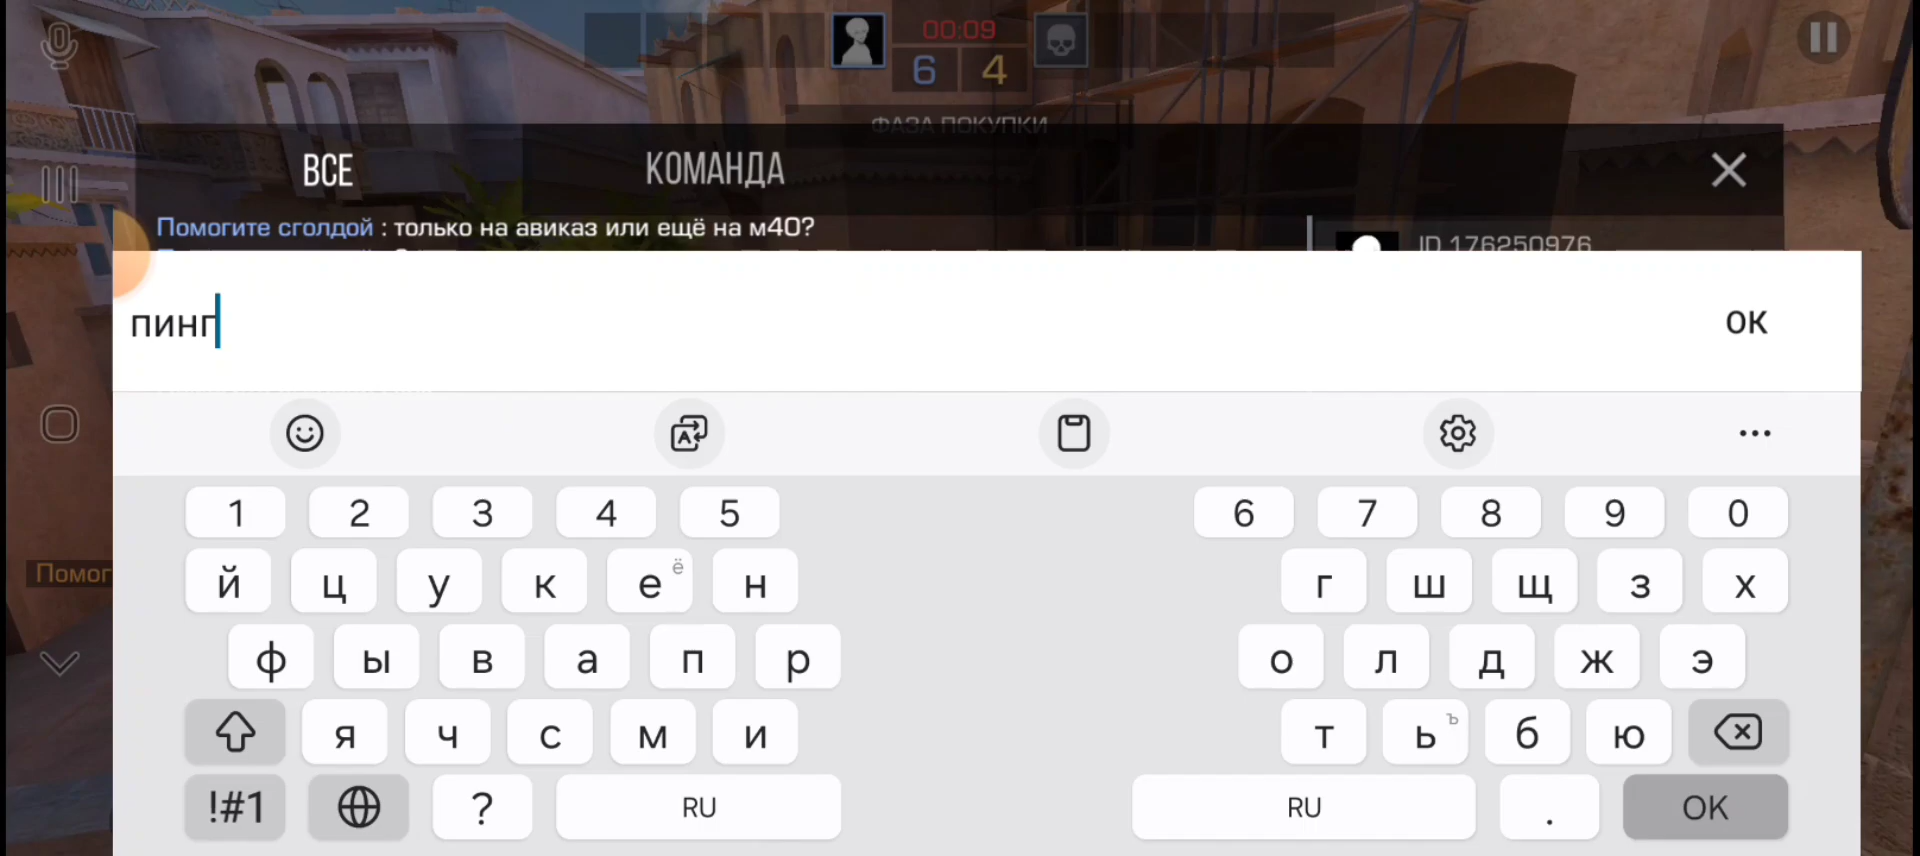 00:09
6 4
ФАЗА ПОКУПКИ
ВСЕ КОМАНДА
Помогите сголдой : только на авиказ или ещё на м40?
ID 176250976
пинг OK
1 2 3 4 5 6 7 8 9 0
й ц у к е ё н г ш щ з х
Помог
ф ы в а п р о л д ж э
я ч с м и т ь ъ б ю
!#1 ? RU RU . OK